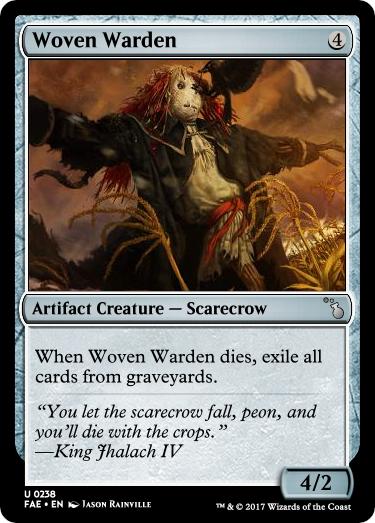 Woven Warden 4
Artifact Creature — Scarecrow
When Woven Warden dies, exile all
cards from graveyards.
“You let the scarecrow fall, peon, and
you’ll die with the crops.”
—King Jhalach IV
4/2
U 0238
FAE • EN JASON RAINVILLE
™ & © 2017 Wizards of the Coast